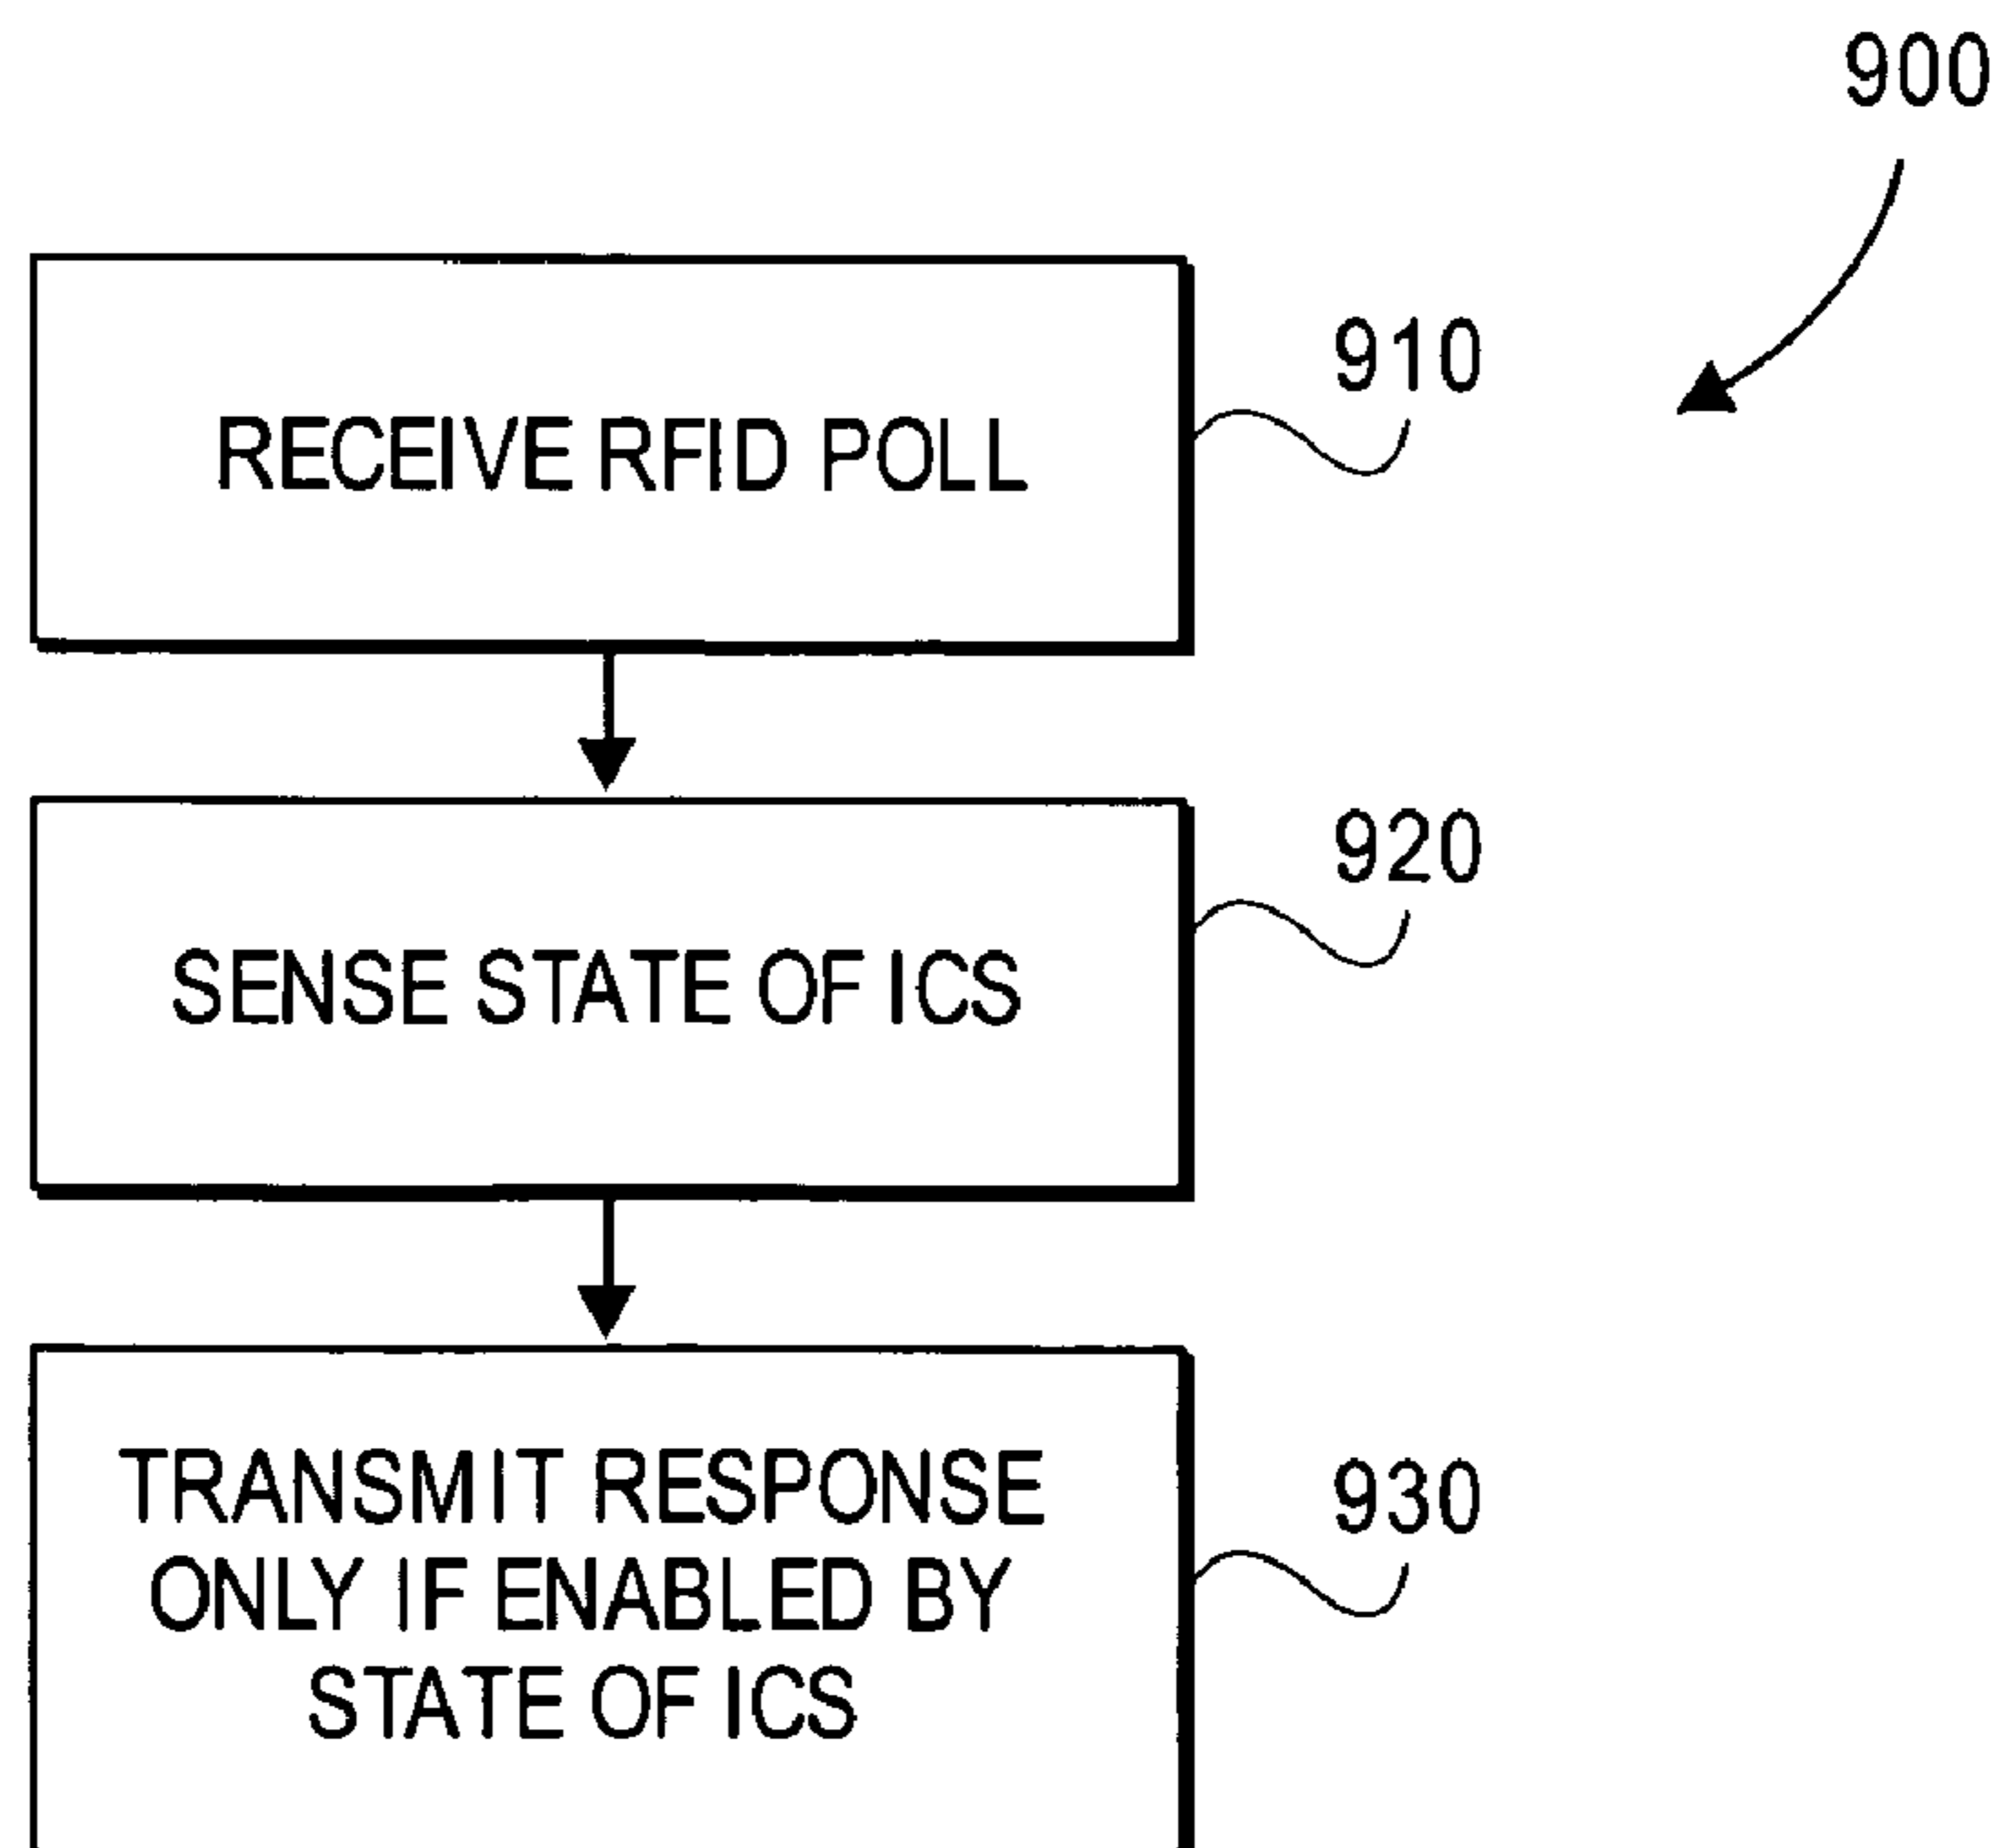 900
910
RECEIVE RFID POLL
920
SENSE STATE OF ICS
TRANSMIT RESPONSE
930
ONLY IF ENABLED BY
STATE OF ICS